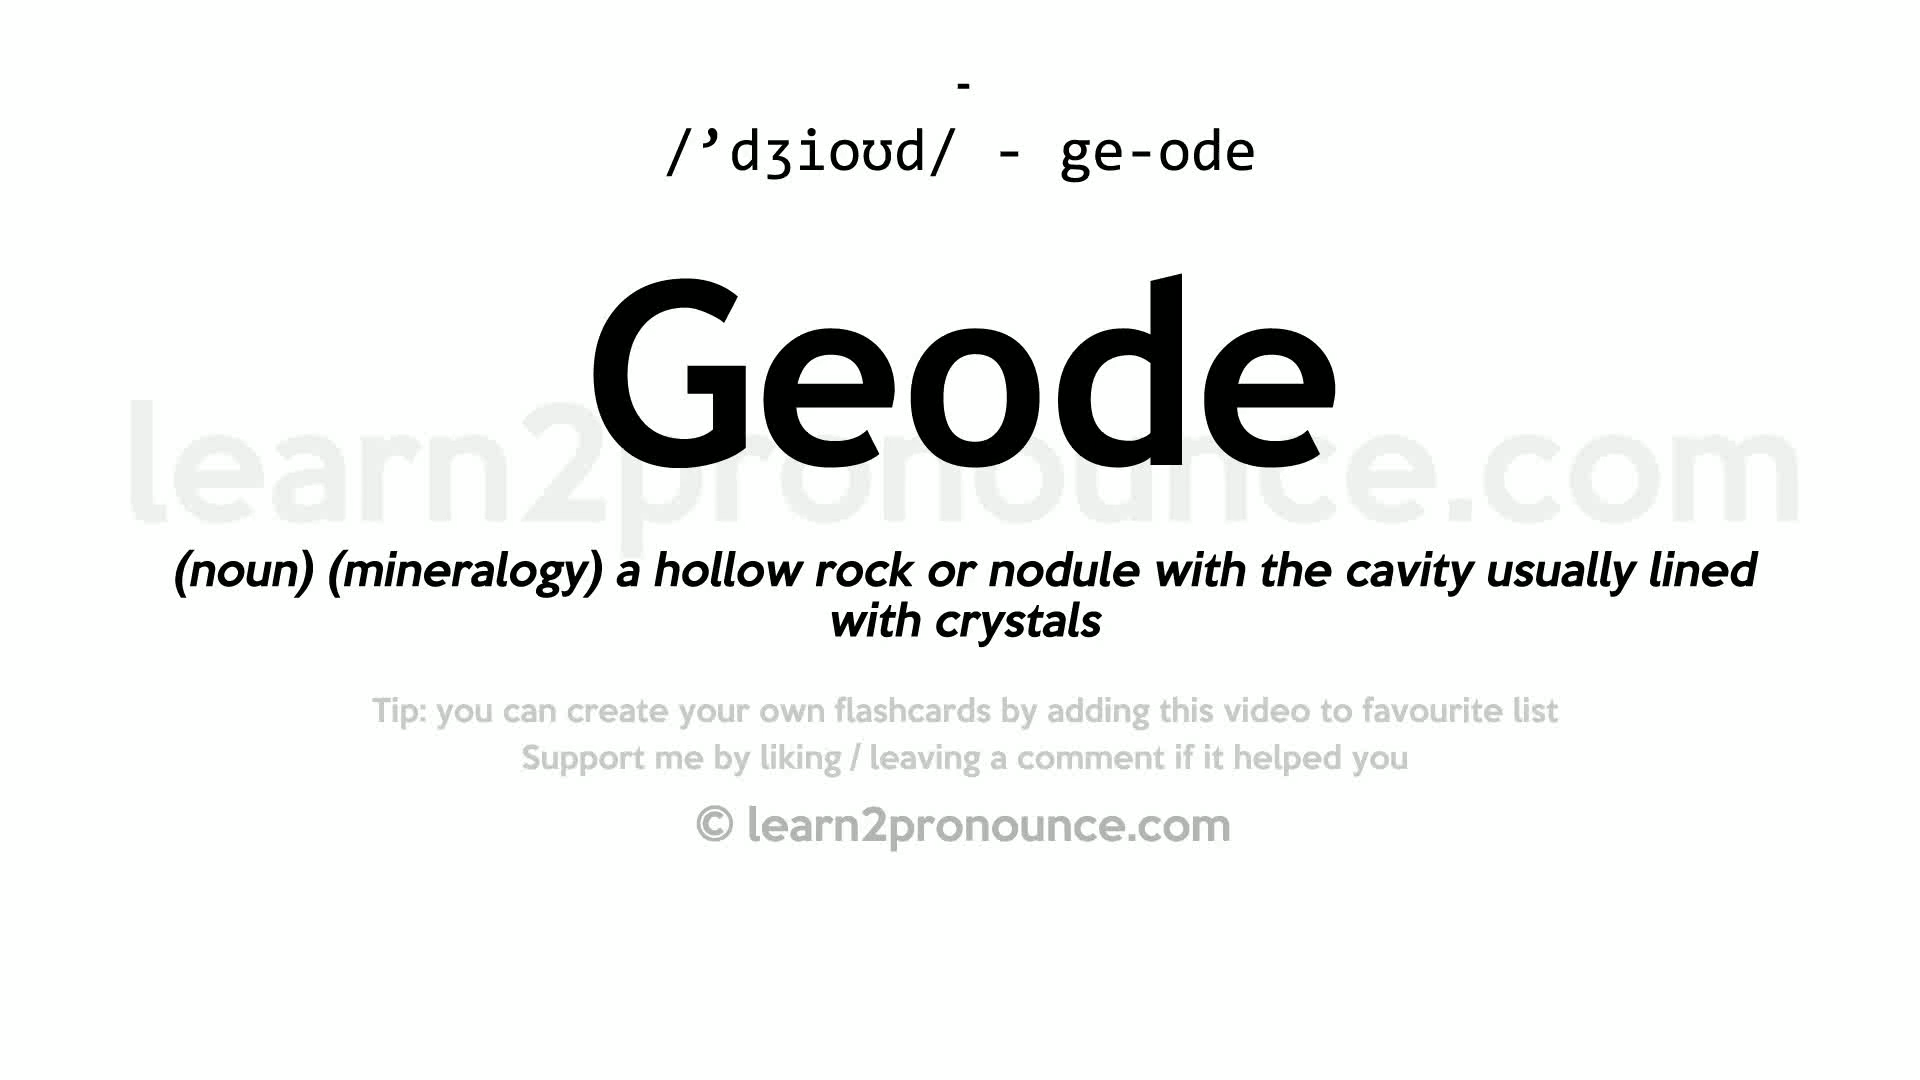 -
/’dʒioʊd/ - ge-ode
Geode
learn2pronounce.com
(noun) (mineralogy) a hollow rock or nodule with the cavity usually lined
with crystals
Tip: you can create your own flashcards by adding this video to favourite list
Support me by liking / leaving a comment if it helped you
© learn2pronounce.com